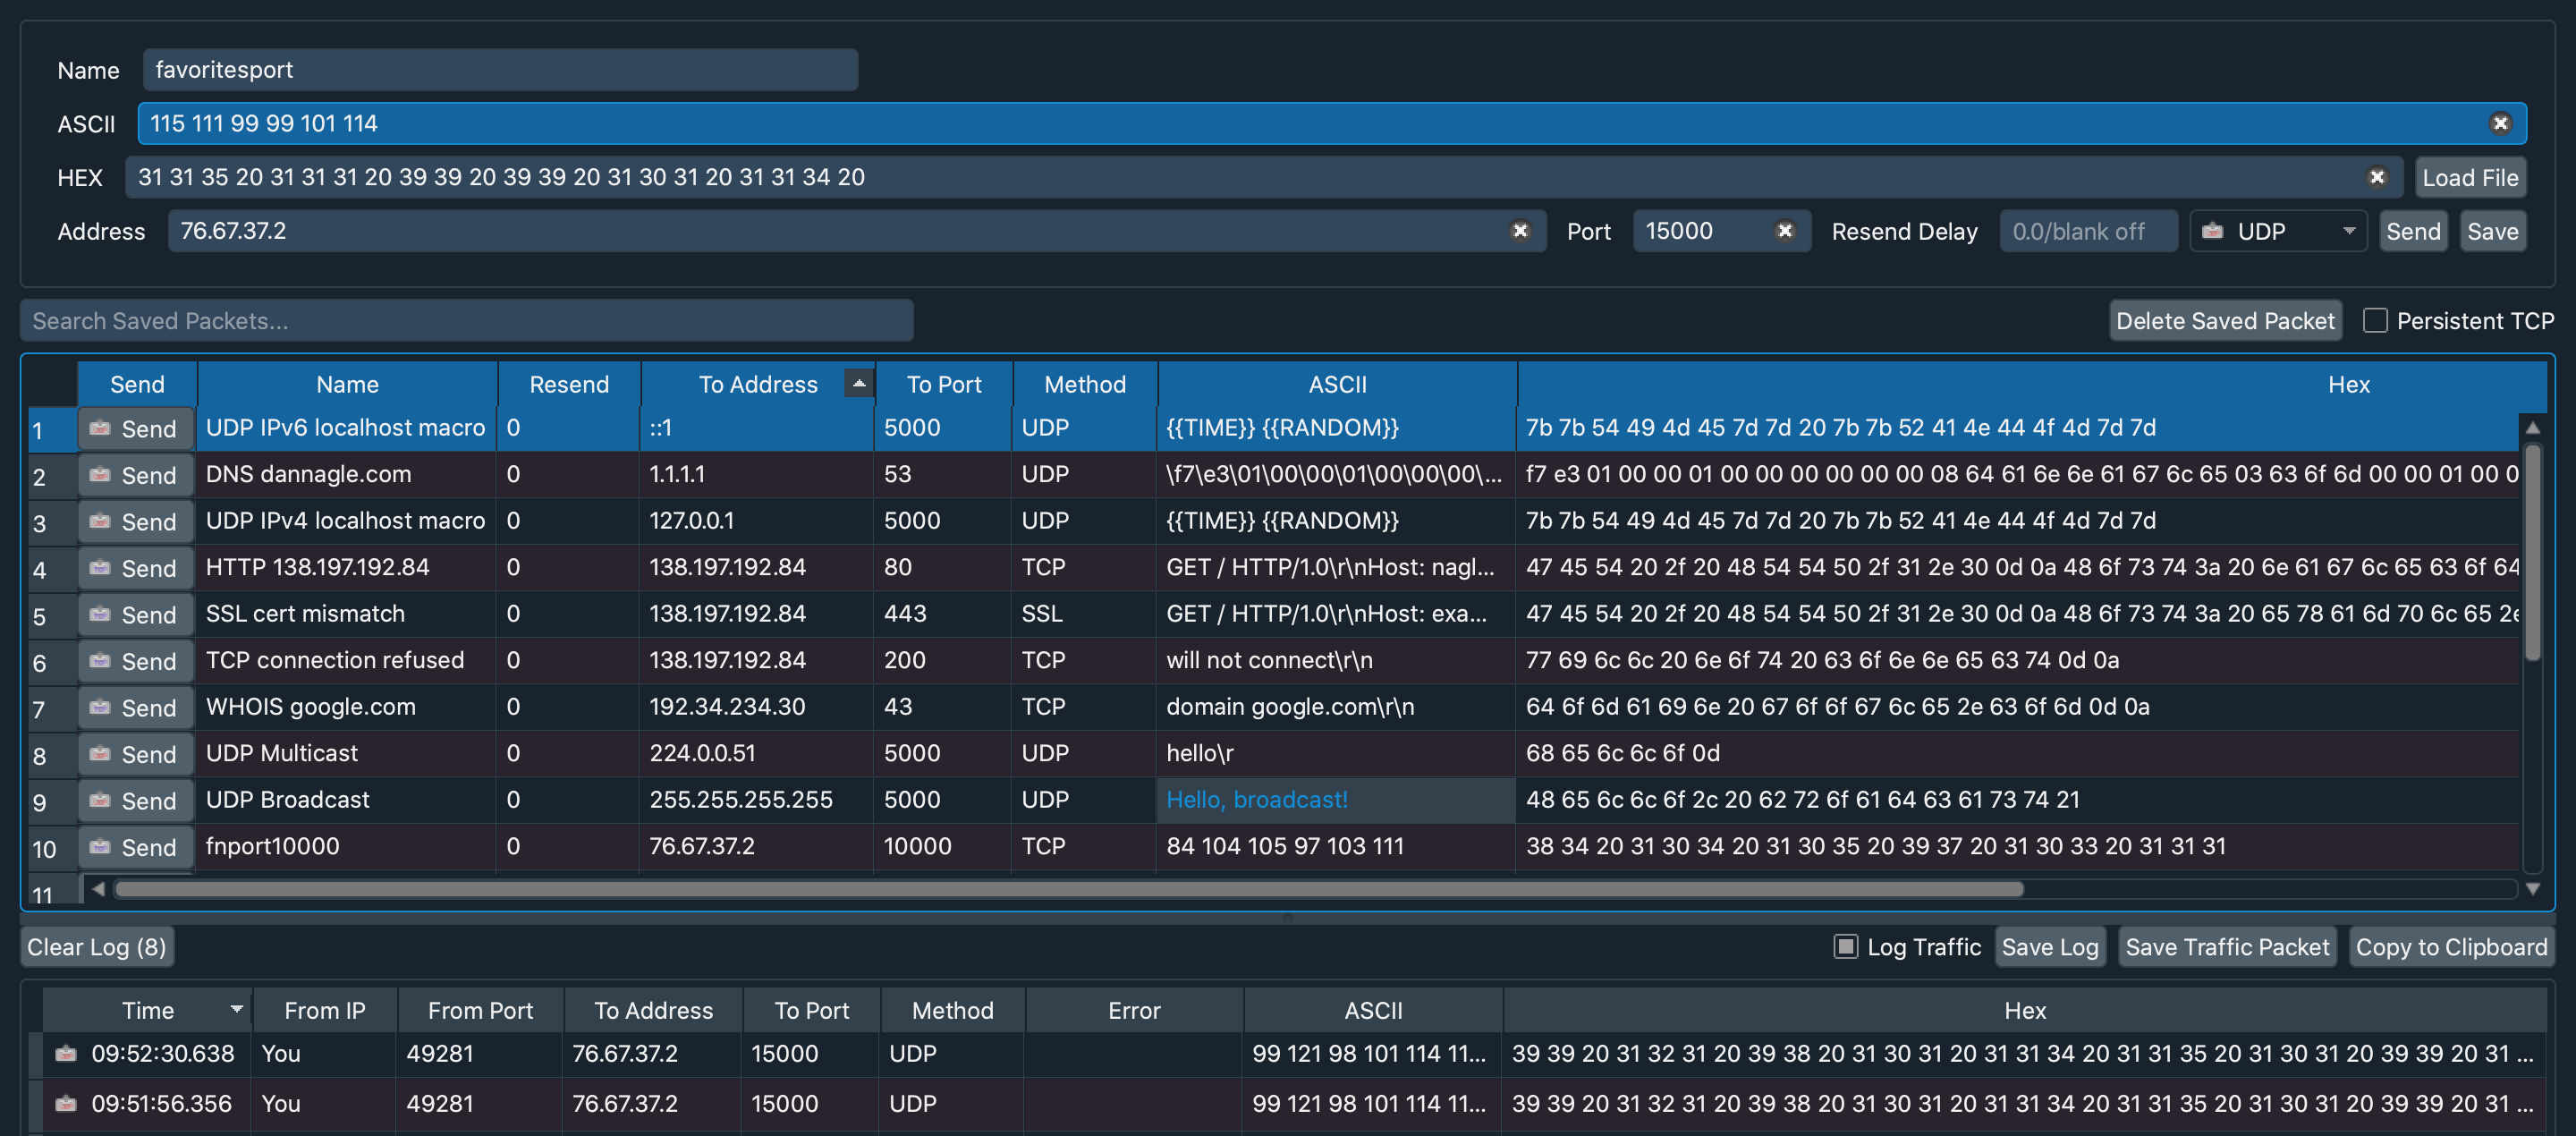 Name favoritesport
ASCII 115 111 99 99 101 114
HEX 31 31 35 20 31 31 31 20 39 39 20 39 39 20 31 30 31 20 31 31 34 20 Load File
Address 76.67.37.2 Port 15000 Resend Delay 0.0/blank off UDP Send Save
Search Saved Packets... Delete Saved Packet Persistent TCP
Send Name Resend To Address To Port Method ASCII Hex
1 Send UDP IPv6 localhost macro 0 ::1 5000 UDP {{TIME}} {{RANDOM}} 7b 7b 54 49 4d 45 7d 7d 20 7b 7b 52 41 4e 44 4f 4d 7d 7d
2 Send DNS dannagle.com 0 1.1.1.1 53 UDP \f7\e3\01\00\00\01\00\00\00\... f7 e3 01 00 00 01 00 00 00 00 00 00 08 64 61 6e 6e 61 67 6c 65 03 63 6f 6d 00 00 01 00 0
3 Send UDP IPv4 localhost macro 0 127.0.0.1 5000 UDP {{TIME}} {{RANDOM}} 7b 7b 54 49 4d 45 7d 7d 20 7b 7b 52 41 4e 44 4f 4d 7d 7d
4 Send HTTP 138.197.192.84 0 138.197.192.84 80 TCP GET / HTTP/1.0\r\nHost: nagl... 47 45 54 20 2f 20 48 54 54 50 2f 31 2e 30 0d 0a 48 6f 73 74 3a 20 6e 61 67 6c 65 63 6f 64
5 Send SSL cert mismatch 0 138.197.192.84 443 SSL GET / HTTP/1.0\r\nHost: exa... 47 45 54 20 2f 20 48 54 54 50 2f 31 2e 30 0d 0a 48 6f 73 74 3a 20 65 78 61 6d 70 6c 65 2e
6 Send TCP connection refused 0 138.197.192.84 200 TCP will not connect\r\n 77 69 6c 6c 20 6e 6f 74 20 63 6f 6e 6e 65 63 74 0d 0a
7 Send WHOIS google.com 0 192.34.234.30 43 TCP domain google.com\r\n 64 6f 6d 61 69 6e 20 67 6f 6f 67 6c 65 2e 63 6f 6d 0d 0a
8 Send UDP Multicast 0 224.0.0.51 5000 UDP hello\r 68 65 6c 6c 6f 0d
9 Send UDP Broadcast 0 255.255.255.255 5000 UDP Hello, broadcast! 48 65 6c 6c 6f 2c 20 62 72 6f 61 64 63 61 73 74 21
10 Send fnport10000 0 76.67.37.2 10000 TCP 84 104 105 97 103 111 38 34 20 31 30 34 20 31 30 35 20 39 37 20 31 30 33 20 31 31 31
11
Clear Log (8) Log Traffic Save Log Save Traffic Packet Copy to Clipboard
Time From IP From Port To Address To Port Method Error ASCII Hex
09:52:30.638 You 49281 76.67.37.2 15000 UDP 99 121 98 101 114 11... 39 39 20 31 32 31 20 39 38 20 31 30 31 20 31 31 34 20 31 31 35 20 31 30 31 20 39 39 20 31 ...
09:51:56.356 You 49281 76.67.37.2 15000 UDP 99 121 98 101 114 11... 39 39 20 31 32 31 20 39 38 20 31 30 31 20 31 31 34 20 31 31 35 20 31 30 31 20 39 39 20 31 ...